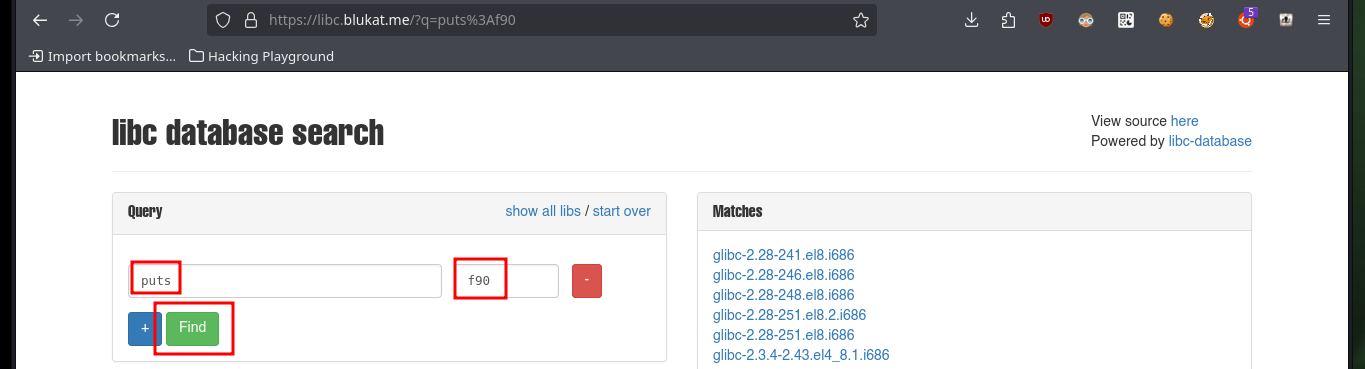 https://libc.blukat.me/?q=puts%3Af90
5
Import bookmarks...
Hacking Playground
libc database search
View source here
Powered by libc-database
Query
show all libs / start over
puts
f90
-
+
Find
Matches
glibc-2.28-241.el8.i686
glibc-2.28-246.el8.i686
glibc-2.28-248.el8.i686
glibc-2.28-251.el8.2.i686
glibc-2.28-251.el8.i686
glibc-2.3.4-2.43.el4_8.1.i686